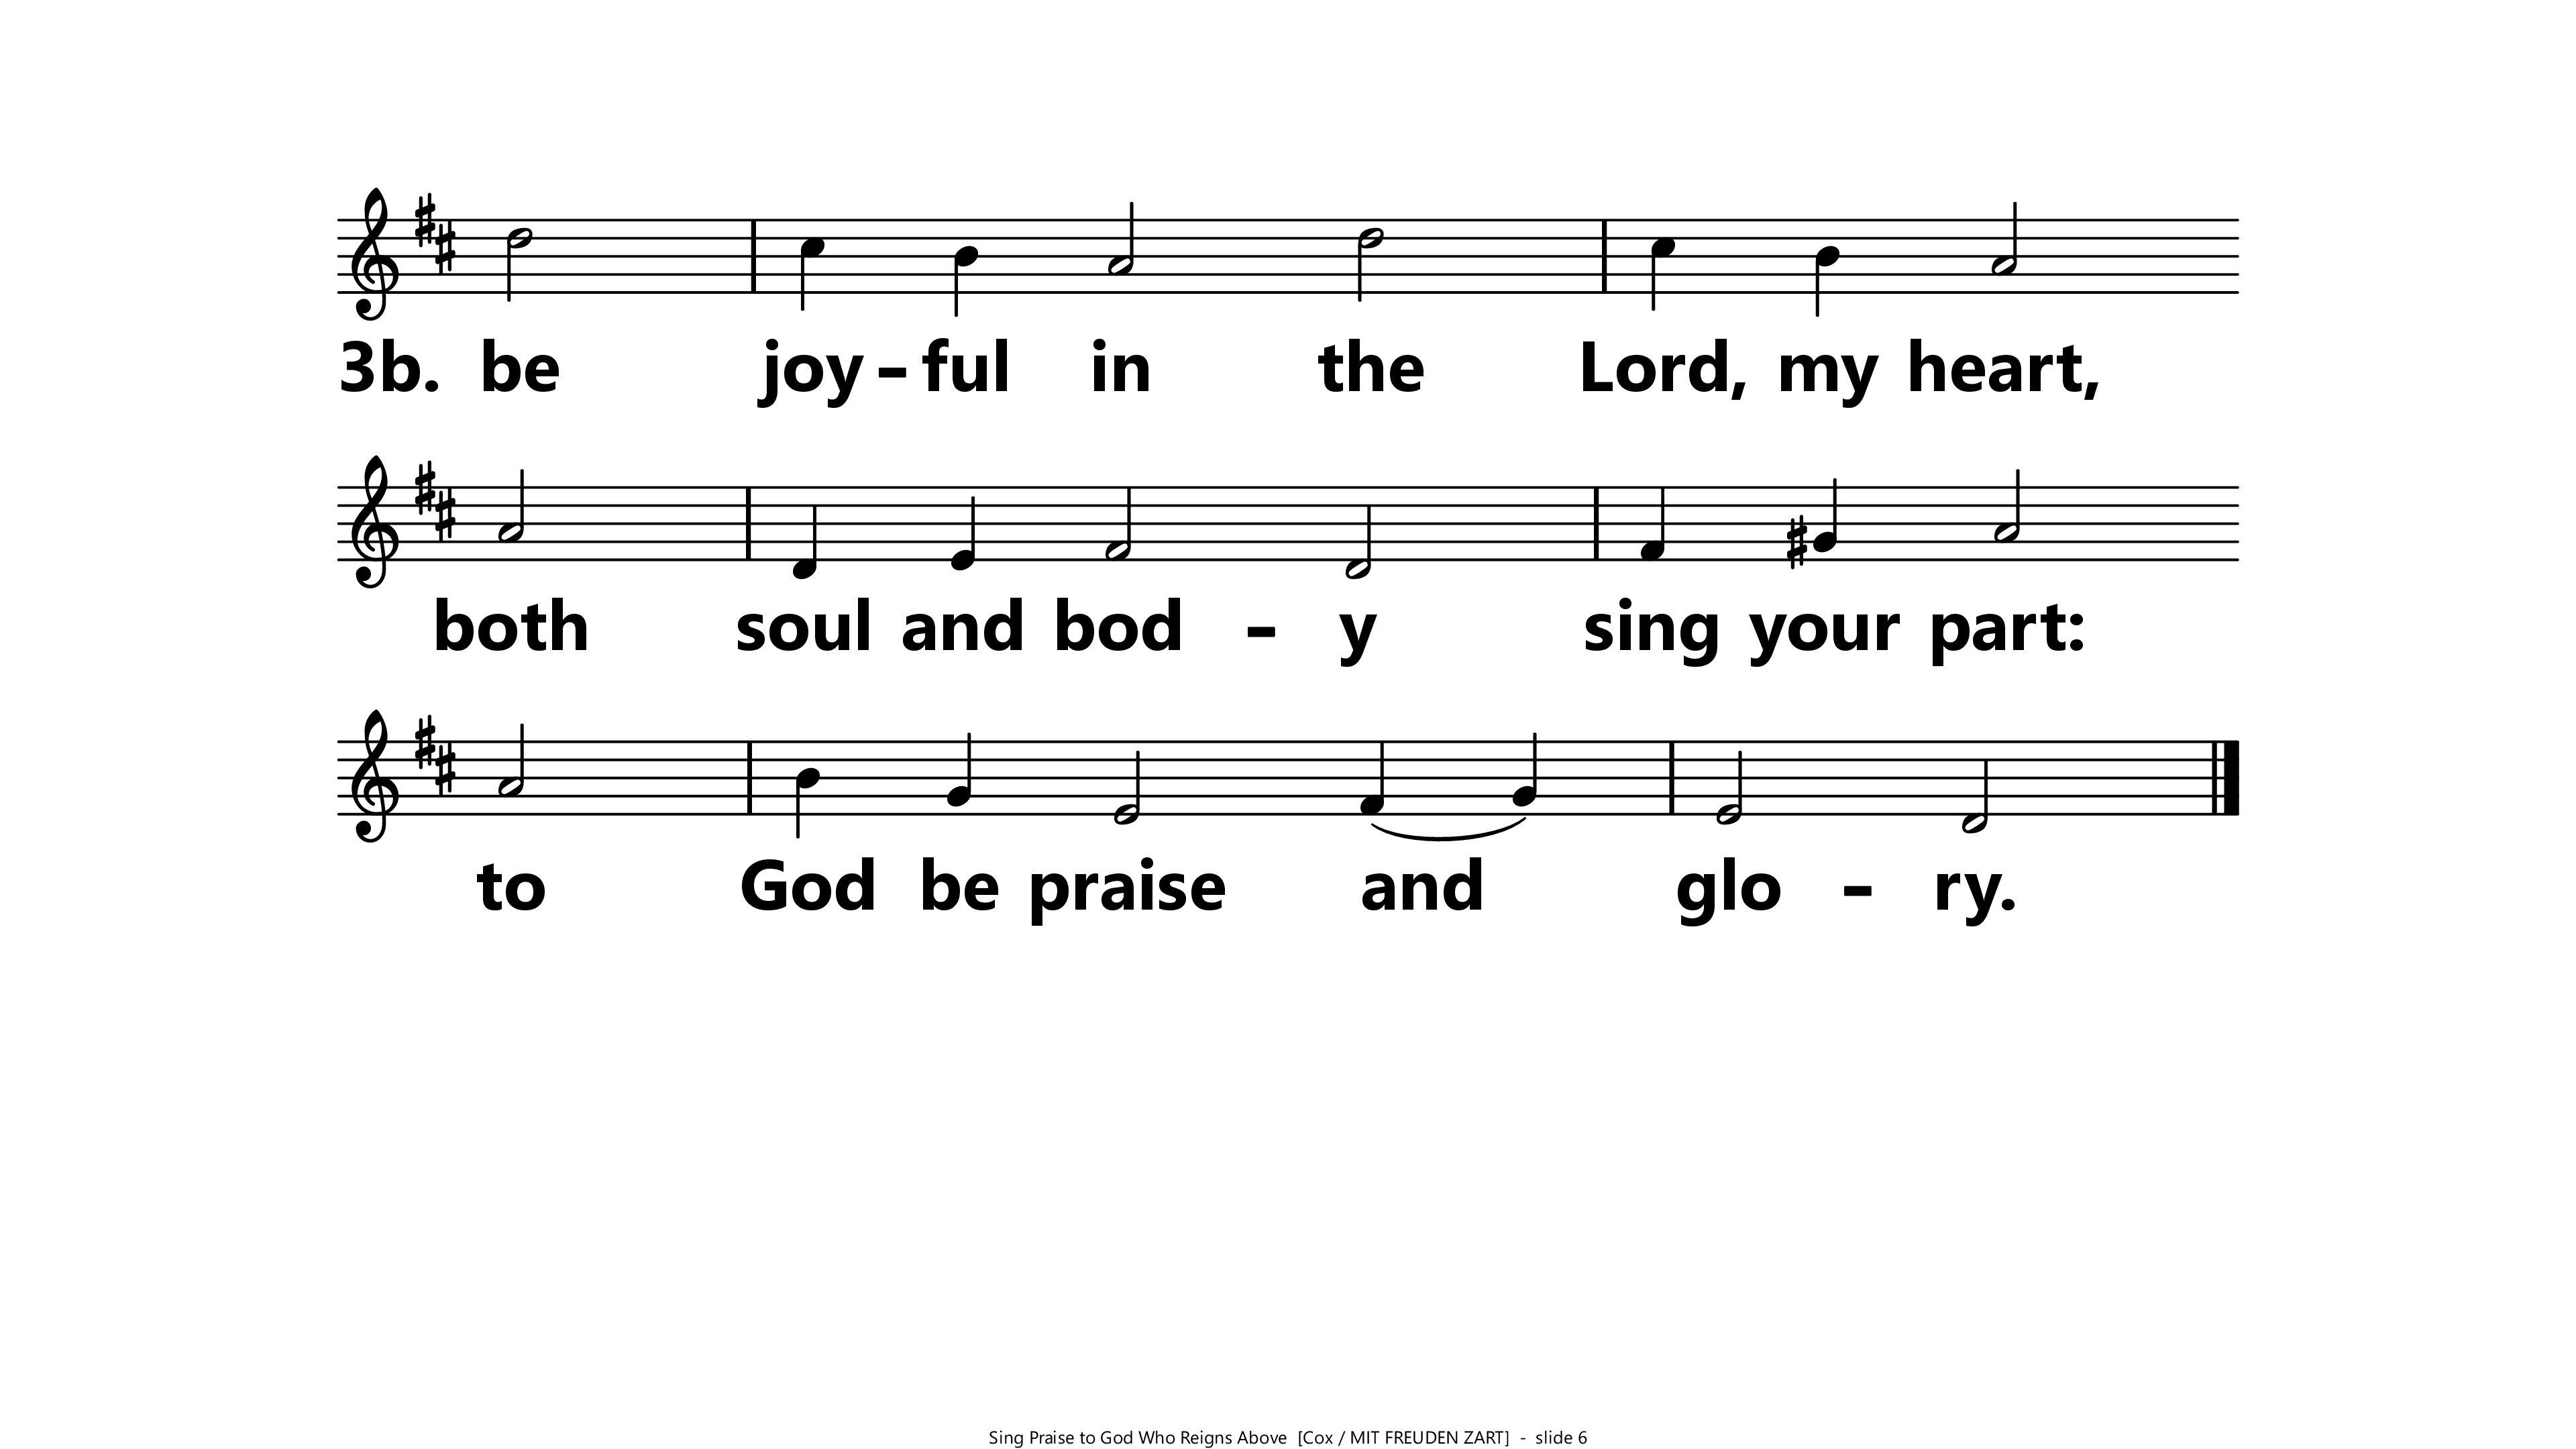 3b. be joy - ful in the Lord, my heart,
both soul and bod - y sing your part:
to God be praise and glo - ry.
Sing Praise to God Who Reigns Above [Cox / MIT FREUDEN ZART] - slide 6